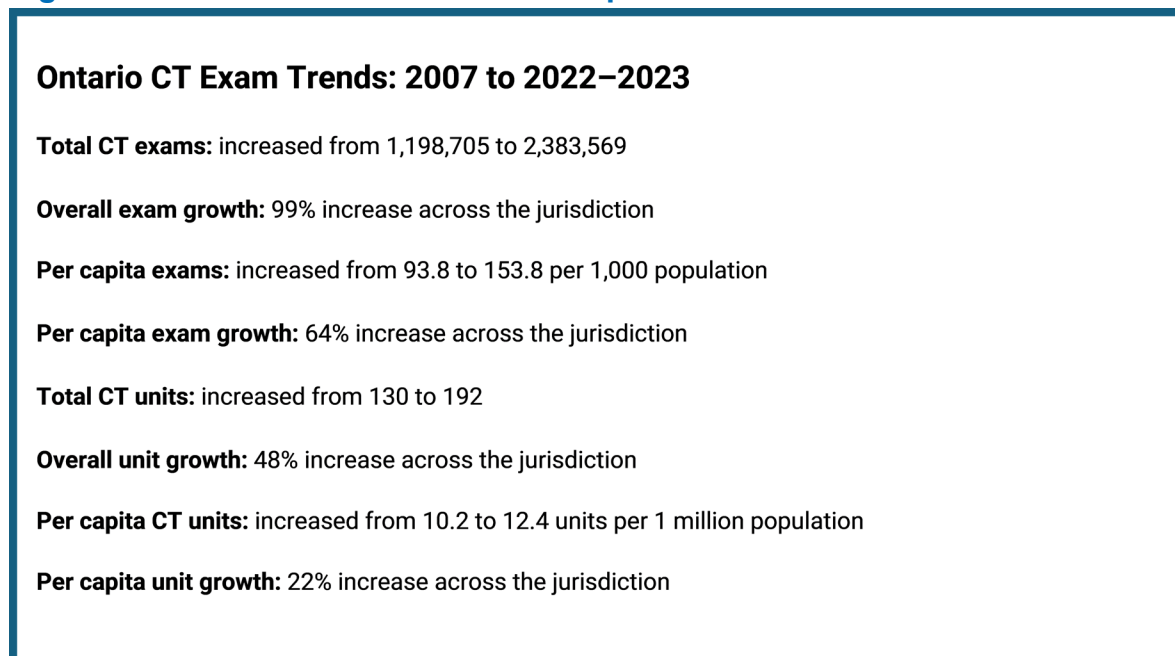 Ontario CT Exam Trends: 2007 to 2022–2023
Total CT exams: increased from 1,198,705 to 2,383,569
Overall exam growth: 99% increase across the jurisdiction
Per capita exams: increased from 93.8 to 153.8 per 1,000 population
Per capita exam growth: 64% increase across the jurisdiction
Total CT units: increased from 130 to 192
Overall unit growth: 48% increase across the jurisdiction
Per capita CT units: increased from 10.2 to 12.4 units per 1 million population
Per capita unit growth: 22% increase across the jurisdiction